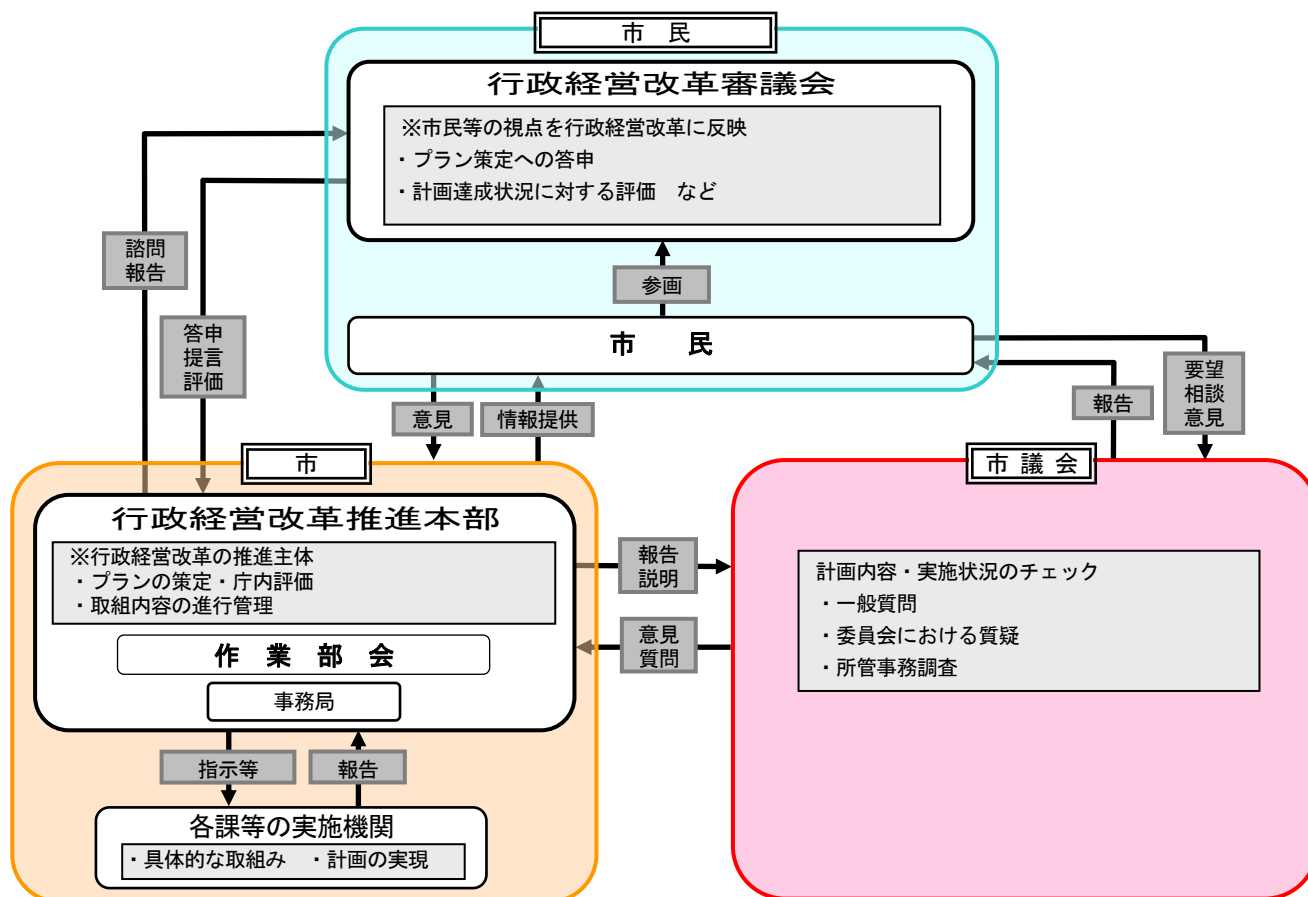 市　民
行政経営改革審議会
※市民等の視点を行政経営改革に反映
・プラン策定への答申
・計画達成状況に対する評価　など
諮問
報告
参画
答申
提言
評価
市　民
要望
相談
意見
報告
意見
情報提供
市
行政経営改革推進本部
※行政経営改革の推進主体
・プランの策定・庁内評価
・取組内容の進行管理
作　業　部　会
事務局
報告
説明
意見
質問
市 議 会
計画内容・実施状況のチェック
・一般質問
・委員会における質疑
・所管事務調査
指示等
報告
各課等の実施機関
・具体的な取組み　・計画の実現